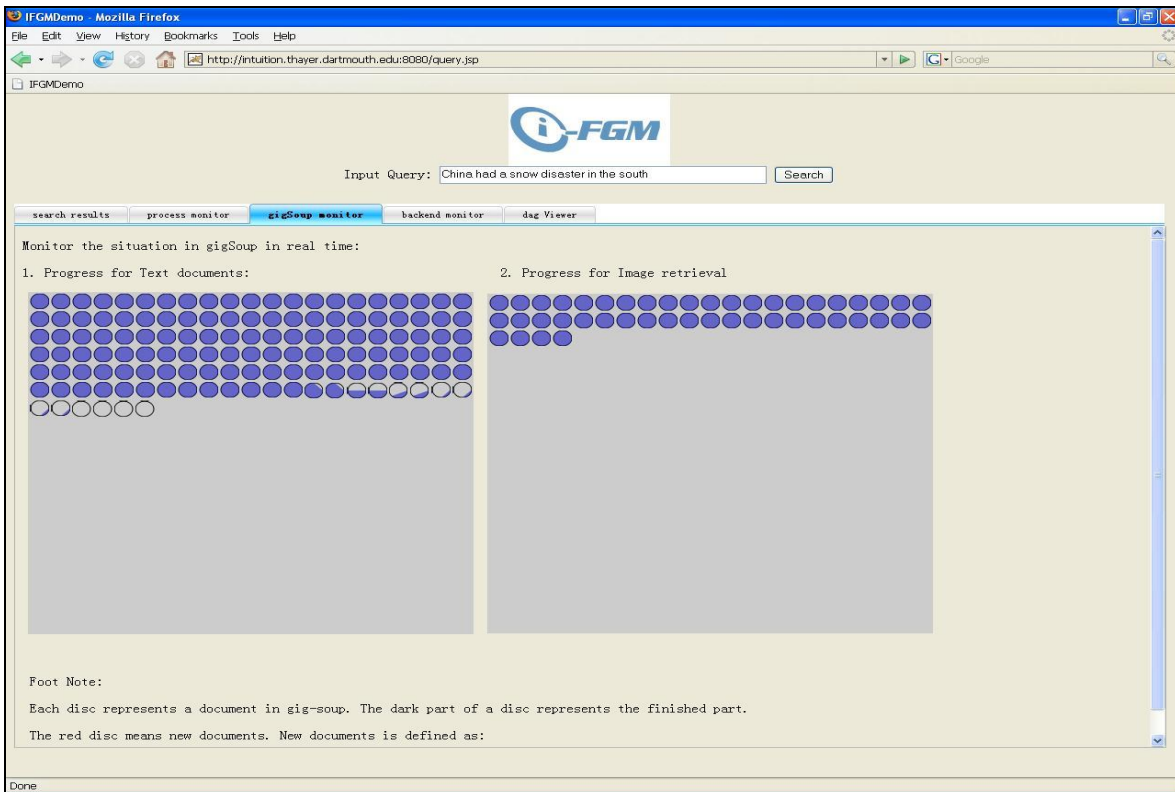 IFGMDemo - Mozilla Firefox
File Edit View History Bookmarks Tools Help
http://intuition.thayer.dartmouth.edu:8080/query.jsp
G Google
IFGMDemo
i-FGM
Input Query: China had a snow disaster in the south Search
search results process monitor gigSoup monitor backend monitor dag Viewer
Monitor the situation in gigSoup in real time:
1. Progress for Text documents: 2. Progress for Image retrieval
Foot Note:
Each disc represents a document in gig-soup. The dark part of a disc represents the finished part.
The red disc means new documents. New documents is defined as:
Done